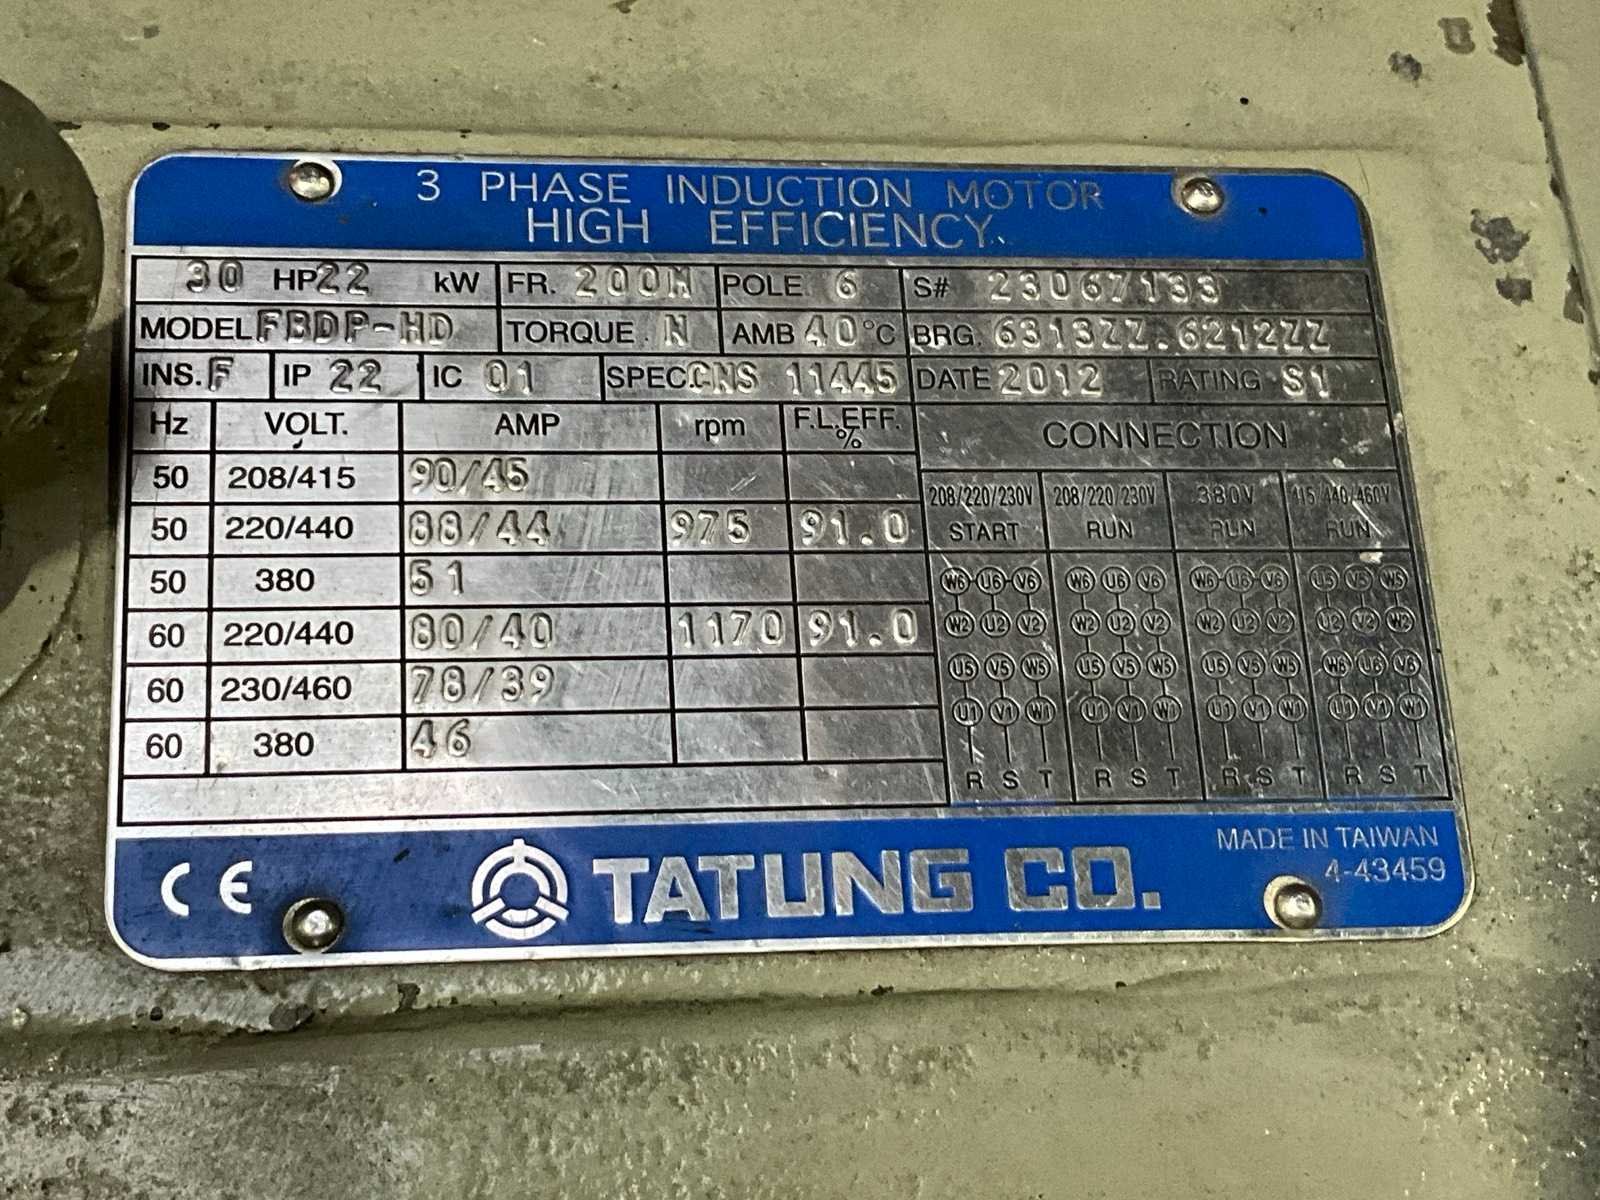 3 PHASE INDUCTION MOTOR
HIGH EFFICIENCY
30 HP 22 kW FR. 200M POLE 6 S# 23067133
MODEL FBDP-HD TORQUE N AMB 40°C BRG. 6313ZZ.6212ZZ
INS. F IP 22 IC 01 SPEC. CNS 11445 DATE 2012 RATING S1
Hz VOLT. AMP rpm F.L.EFF. % CONNECTION
50 208/415 90/45
50 220/440 88/44 975 91.0
50 380 51
60 220/440 80/40 1170 91.0
60 230/460 78/39
60 380 46
208/220/230V 208/220/230V 380V 415/440/460V
START RUN RUN RUN
W6 U6 V6 W6 U6 V6 W6 U6 V6 U5 V5 W5
W2 U2 V2 W2 U2 V2 W2 U2 V2 U2 V2 W2
U5 V5 W5 U5 V5 W5 U5 V5 W5 W6 U6 V6
U1 V1 W1 U1 V1 W1 U1 V1 W1 U1 V1 W1
R S T R S T R S T R S T
CE TATUNG CO. MADE IN TAIWAN
4-43459